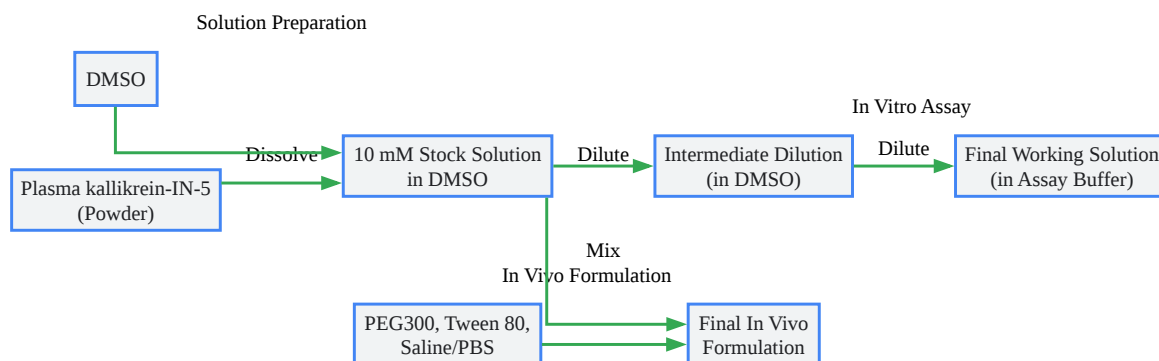 Solution Preparation
DMSO
In Vitro Assay
Dissolve
10 mM Stock Solution
in DMSO
Dilute
Intermediate Dilution
(in DMSO)
Dilute
Final Working Solution
(in Assay Buffer)
Plasma kallikrein-IN-5
(Powder)
Mix
In Vivo Formulation
PEG300, Tween 80,
Saline/PBS
Final In Vivo
Formulation